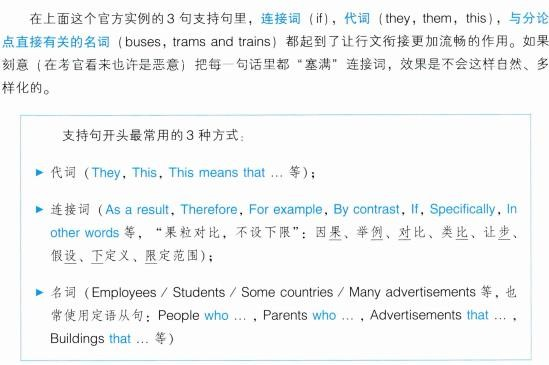 在上面这个官方实例的3句支持句里，连接词（if），代词（they, them, this），与分论
点直接有关的名词（buses, trams and trains）都起到了让行文衔接更加流畅的作用。如果
刻意（在考官看来也许是恶意）把每一句话里都“塞满”连接词，效果是不会这样自然、多
样化的。
支持句开头最常用的3种方式：
▶ 代词（They, This, This means that ... 等）；
▶ 连接词（As a result, Therefore, For example, By contrast, If, Specifically, In
other words 等，“果粒对比，不设下限”：因果、举例、对比、类比、让步、
假设、下定义、限定范围）；
▶ 名词（Employees / Students / Some countries / Many advertisements 等，也
常使用定语从句：People who ... , Parents who ... , Advertisements that ... ,
Buildings that ... 等）